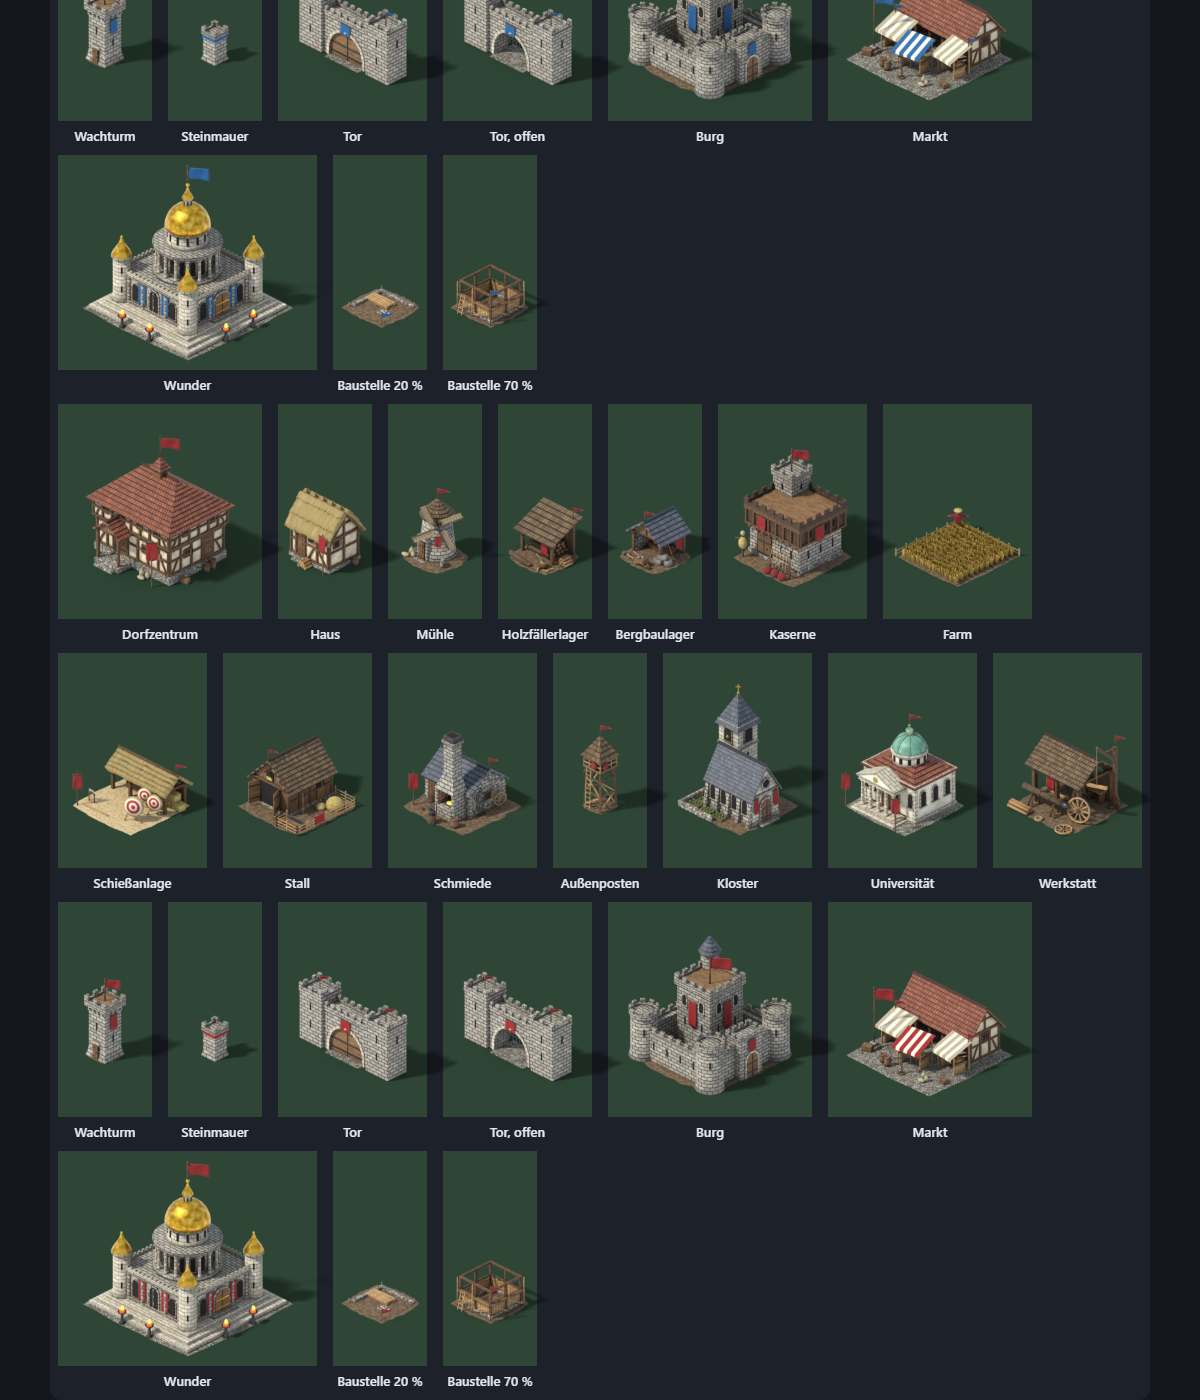 Wachturm Steinmauer Tor Tor, offen Burg Markt
Wunder Baustelle 20 % Baustelle 70 %
Dorfzentrum Haus Mühle Holzfällerlager Bergbaulager Kaserne Farm
Schießanlage Stall Schmiede Außenposten Kloster Universität Werkstatt
Wachturm Steinmauer Tor Tor, offen Burg Markt
Wunder Baustelle 20 % Baustelle 70 %